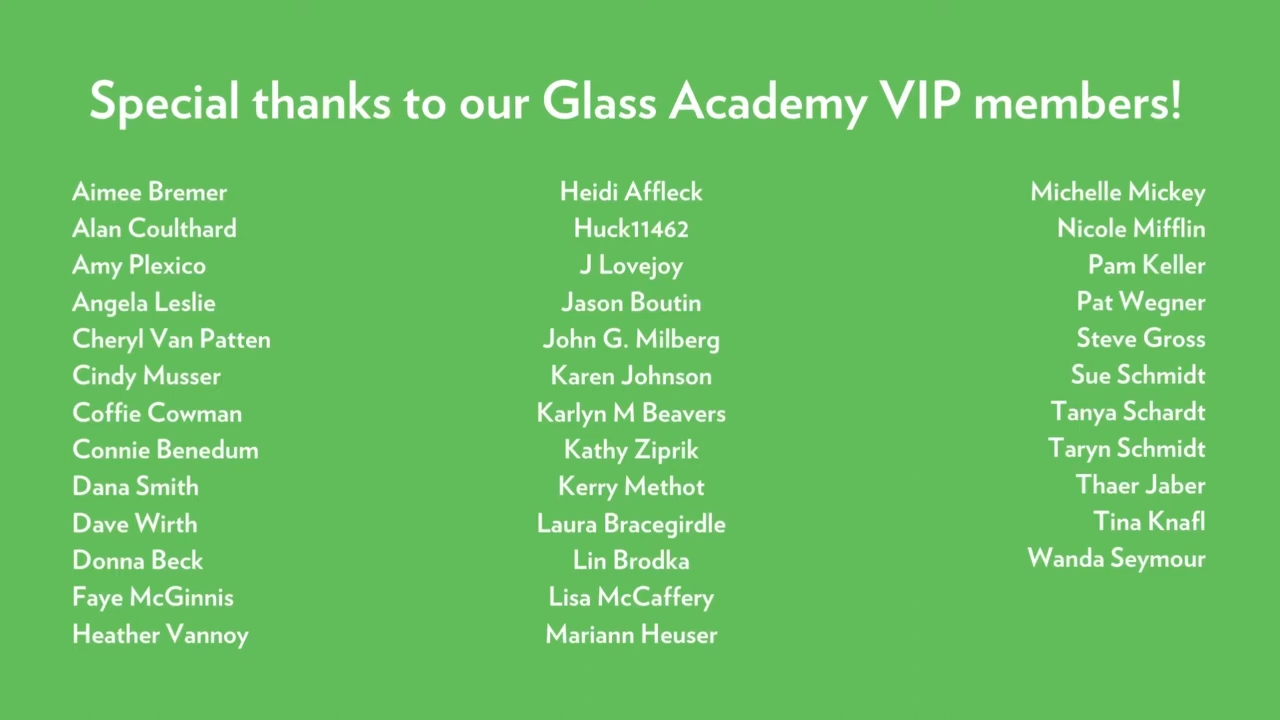 Special thanks to our Glass Academy VIP members!
Aimee Bremer
Alan Coulthard
Amy Plexico
Angela Leslie
Cheryl Van Patten
Cindy Musser
Coffie Cowman
Connie Benedum
Dana Smith
Dave Wirth
Donna Beck
Faye McGinnis
Heather Vannoy
Heidi Affleck
Huck11462
J Lovejoy
Jason Boutin
John G. Milberg
Karen Johnson
Karlyn M Beavers
Kathy Ziprik
Kerry Methot
Laura Bracegirdle
Lin Brodka
Lisa McCaffery
Mariann Heuser
Michelle Mickey
Nicole Mifflin
Pam Keller
Pat Wegner
Steve Gross
Sue Schmidt
Tanya Schardt
Taryn Schmidt
Thaer Jaber
Tina Knafl
Wanda Seymour